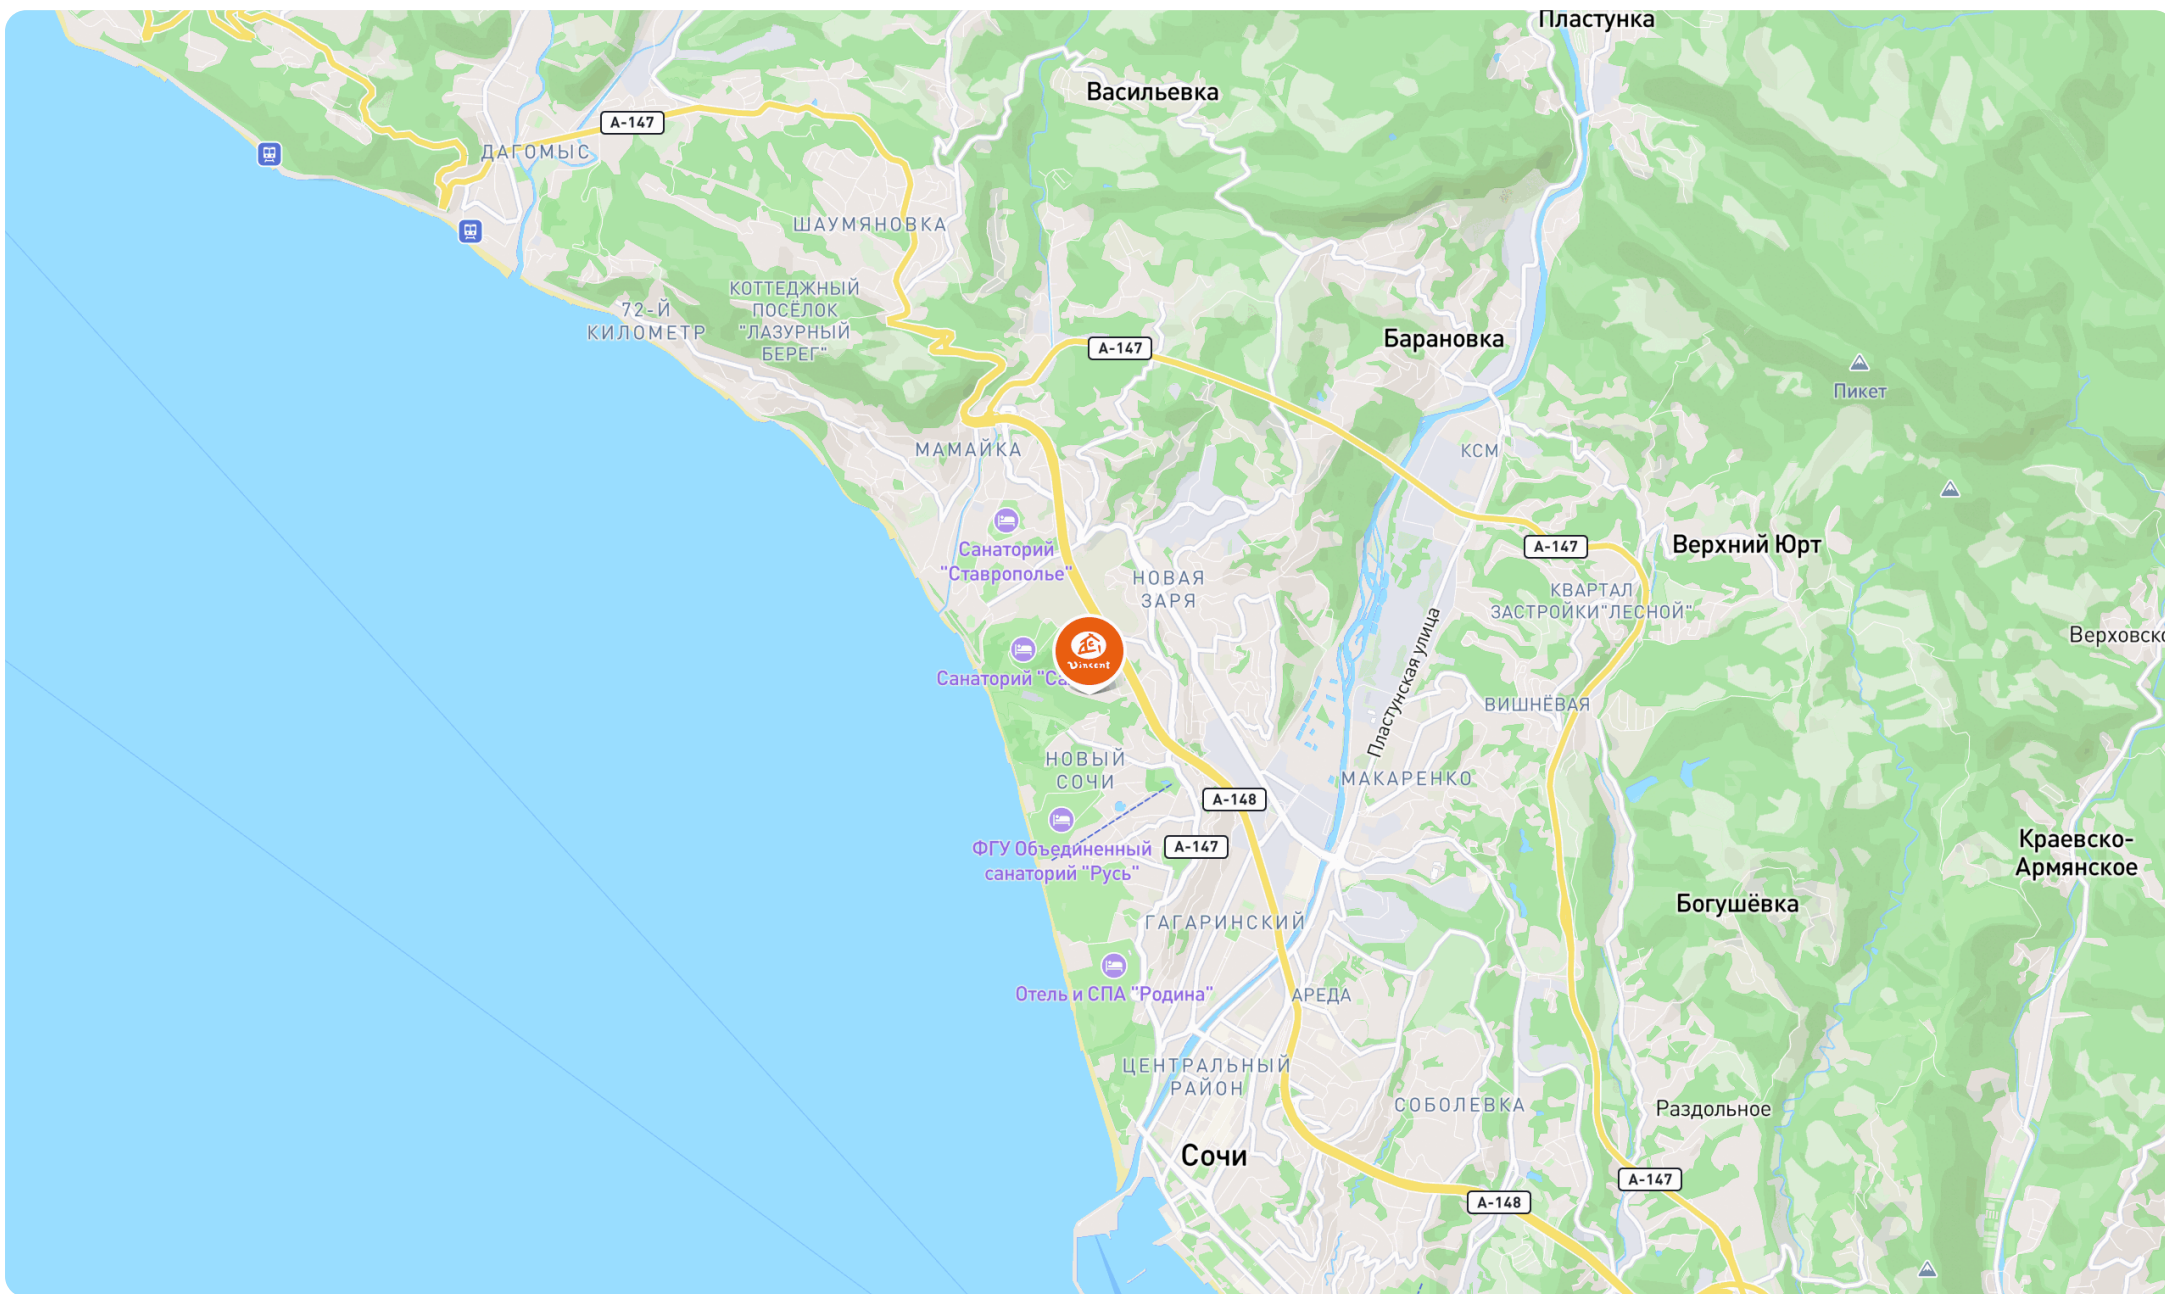 Пластунка
Васильевка
А-147
ДАГОМЫС
ШАУМЯНОВКА
КОТТЕДЖНЫЙ
ПОСЁЛОК
"ЛАЗУРНЫЙ
БЕРЕГ"
72-Й
КИЛОМЕТР
А-147
Барановка
Пикет
МАМАЙКА
КСМ
Санаторий
"Ставрополье"
А-147
Верхний Юрт
НОВАЯ
ЗАРЯ
КВАРТАЛ
ЗАСТРОЙКИ"ЛЕСНОЙ"
Верховско
Vincent
Санаторий "Са
Пластунская улица
ВИШНЁВАЯ
НОВЫЙ
СОЧИ
МАКАРЕНКО
А-148
А-147
ФГУ Объединенный
санаторий "Русь"
Краевско-
Армянское
Богушёвка
ГАГАРИНСКИЙ
Отель и СПА "Родина"
АРЕДА
ЦЕНТРАЛЬНЫЙ
РАЙОН
СОБОЛЕВКА
Раздольное
Сочи
А-147
А-148